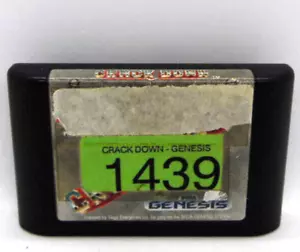 CRACK DOWN
CRACK DOWN - GENESIS
1439
GENESIS